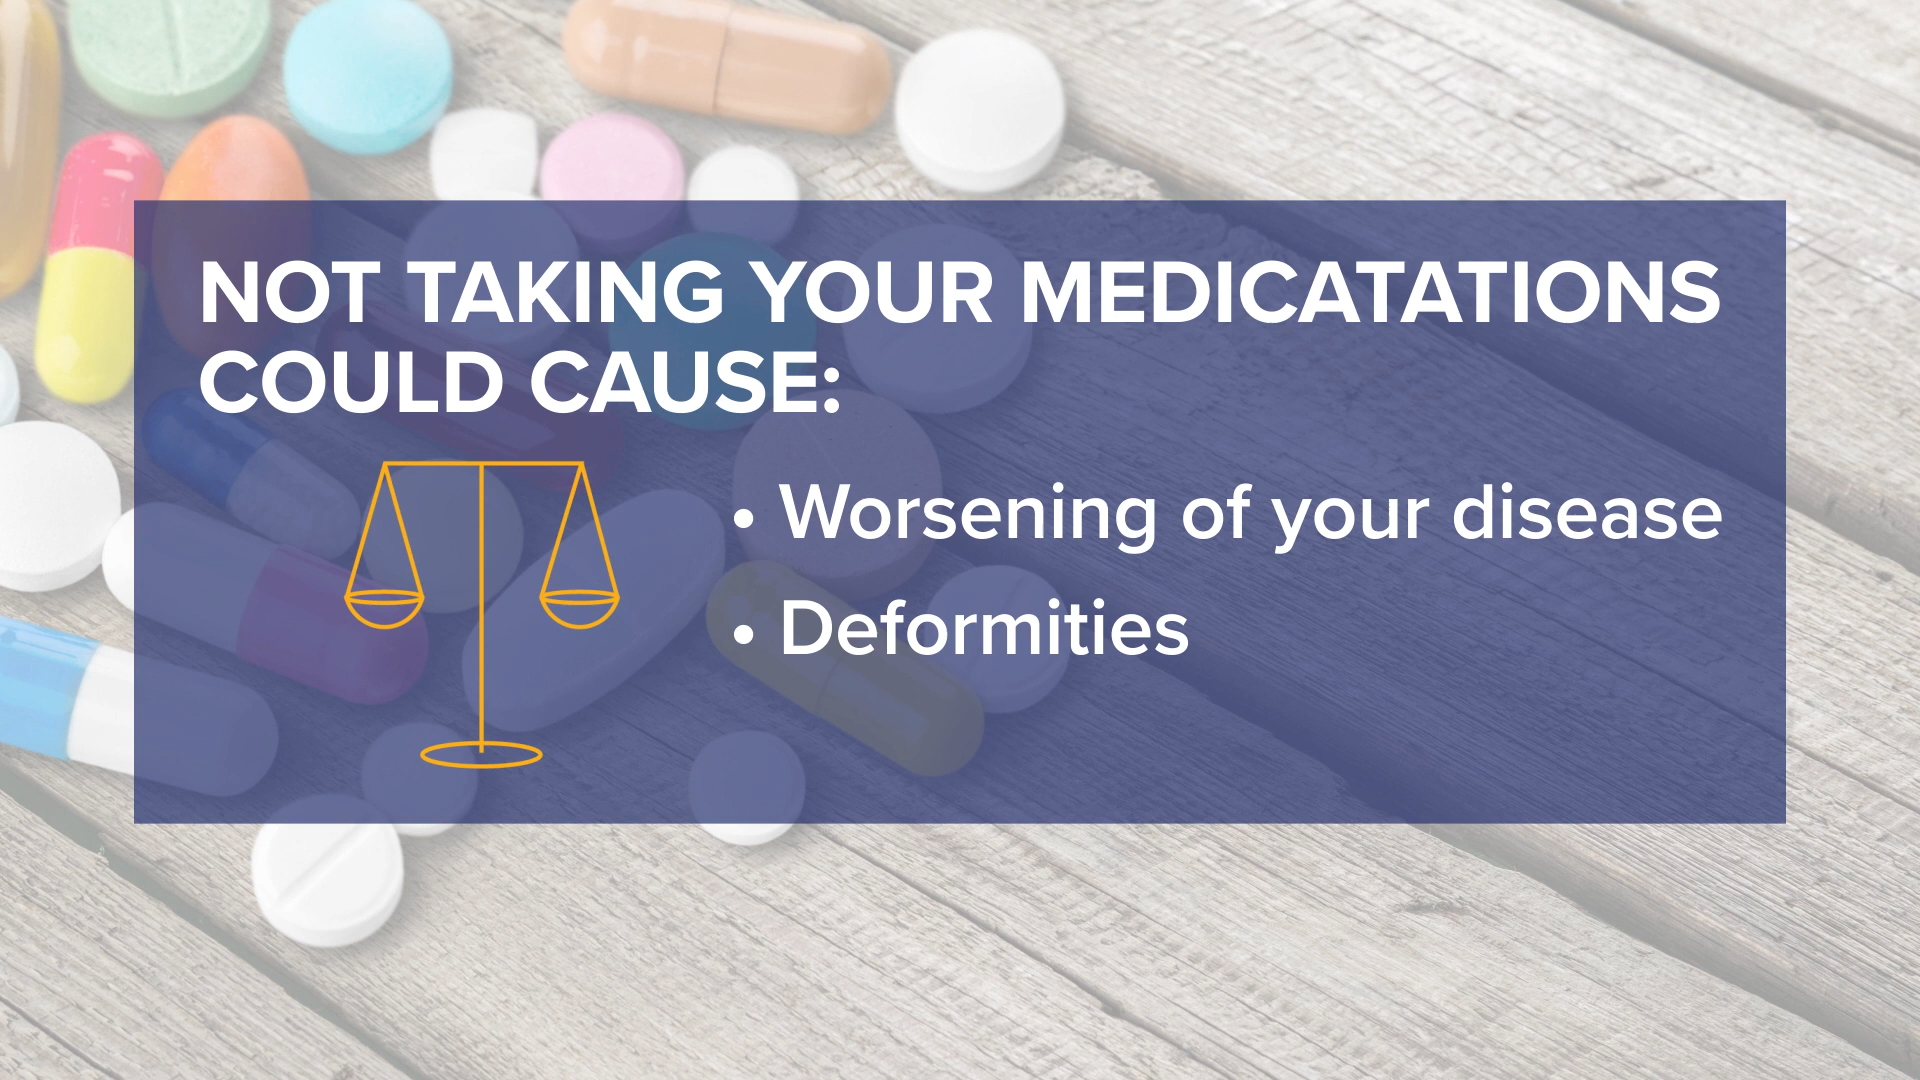 NOT TAKING YOUR MEDICATATIONS
COULD CAUSE:
• Worsening of your disease
• Deformities